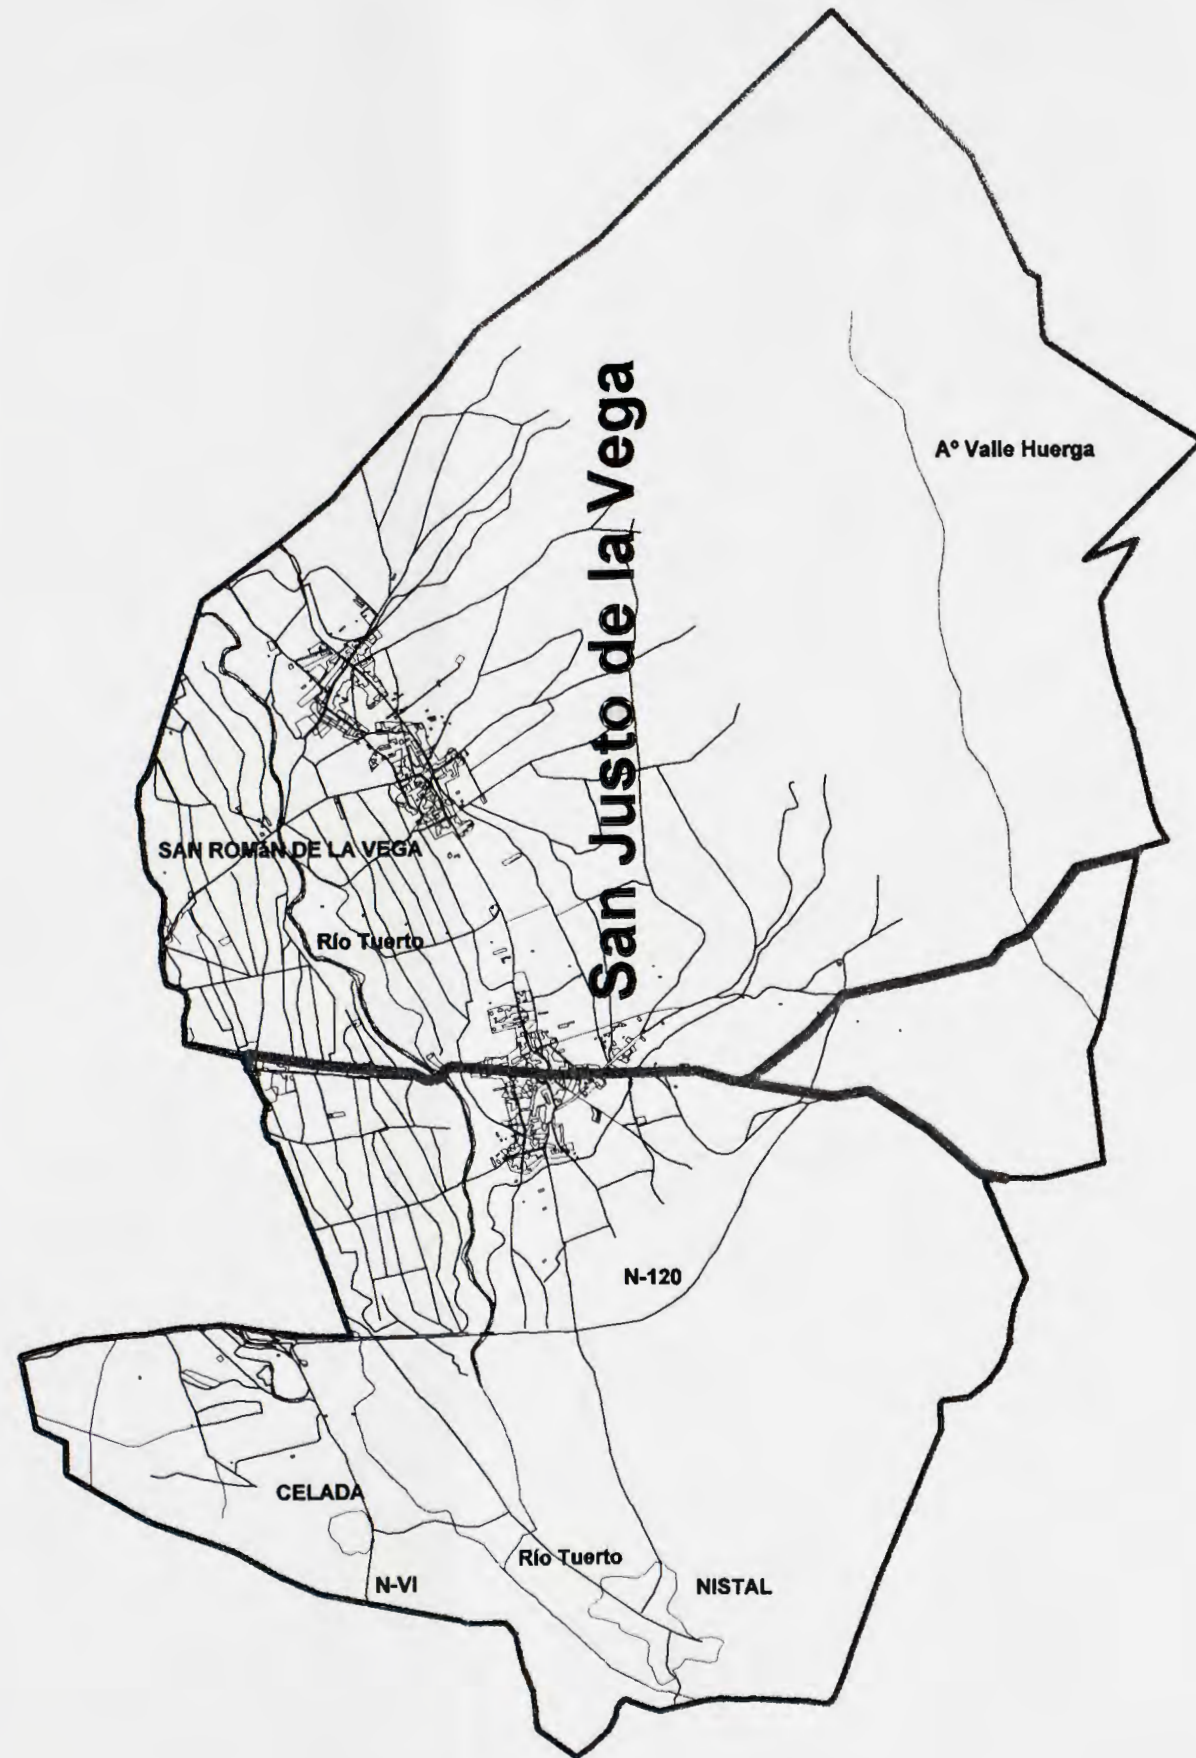 San Justo de la Vega
Aº Valle Huerga
SAN ROMáN DE LA VEGA
Río Tuerto
N-120
CELADA
Río Tuerto
N-VI
NISTAL